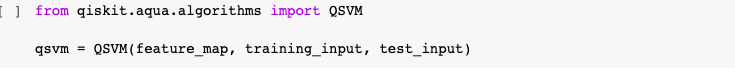 [ ] from qiskit.aqua.algorithms import QSVM
qsvm = QSVM(feature_map, training_input, test_input)